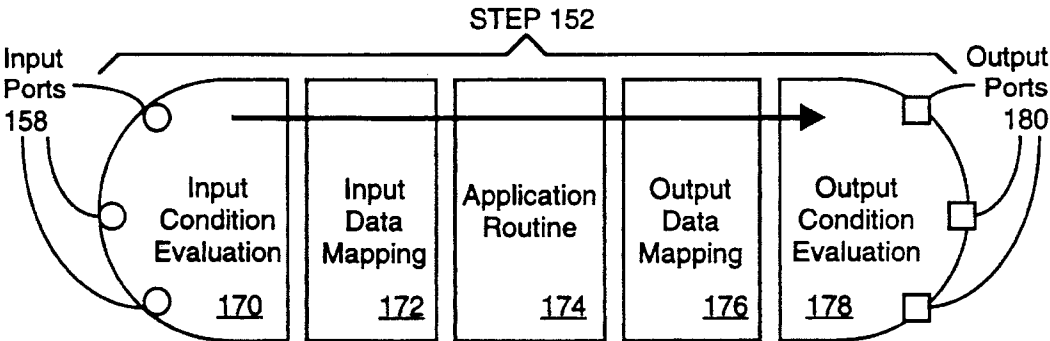 STEP 152
Input
Ports
158
Output
Ports
180
Input
Condition
Evaluation
170
Input
Data
Mapping
172
Application
Routine
174
Output
Data
Mapping
176
Output
Condition
Evaluation
178